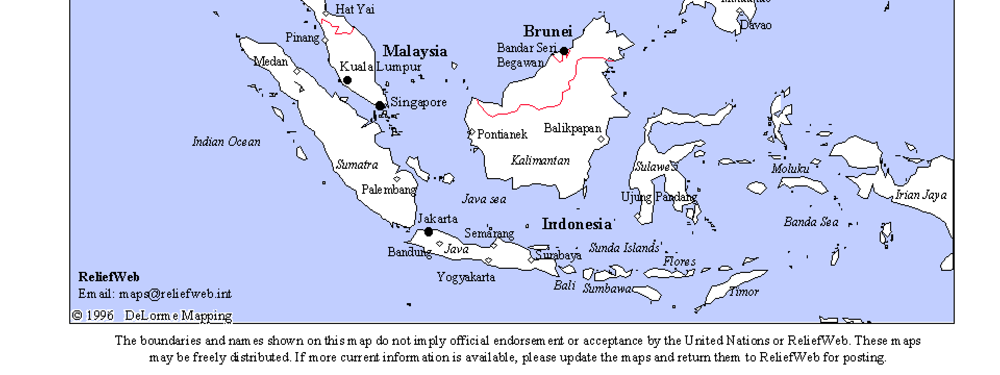 Hat Yai
Davao
Brunei
Pinang
Malaysia
Bandar Seri
Begawan
Medan
Kuala Lumpur
Singapore
Balikpapan
Pontianek
Indian Ocean
Kalimantan
Sumatra
Sulawesi
Moluku
Palembang
Java sea
Ujung Pandang
Irian Jaya
Jakarta
Indonesia
Banda Sea
Semarang
Bandung
Java
Surabaya
Sunda Islands
Flores
Yogyakarta
Bali
Sumbawa
Timor
ReliefWeb
Email: maps@reliefweb.int
© 1996 DeLorme Mapping
The boundaries and names shown on this map do not imply official endorsement or acceptance by the United Nations or ReliefWeb. These maps
may be freely distributed. If more current information is available, please update the maps and return them to ReliefWeb for posting.